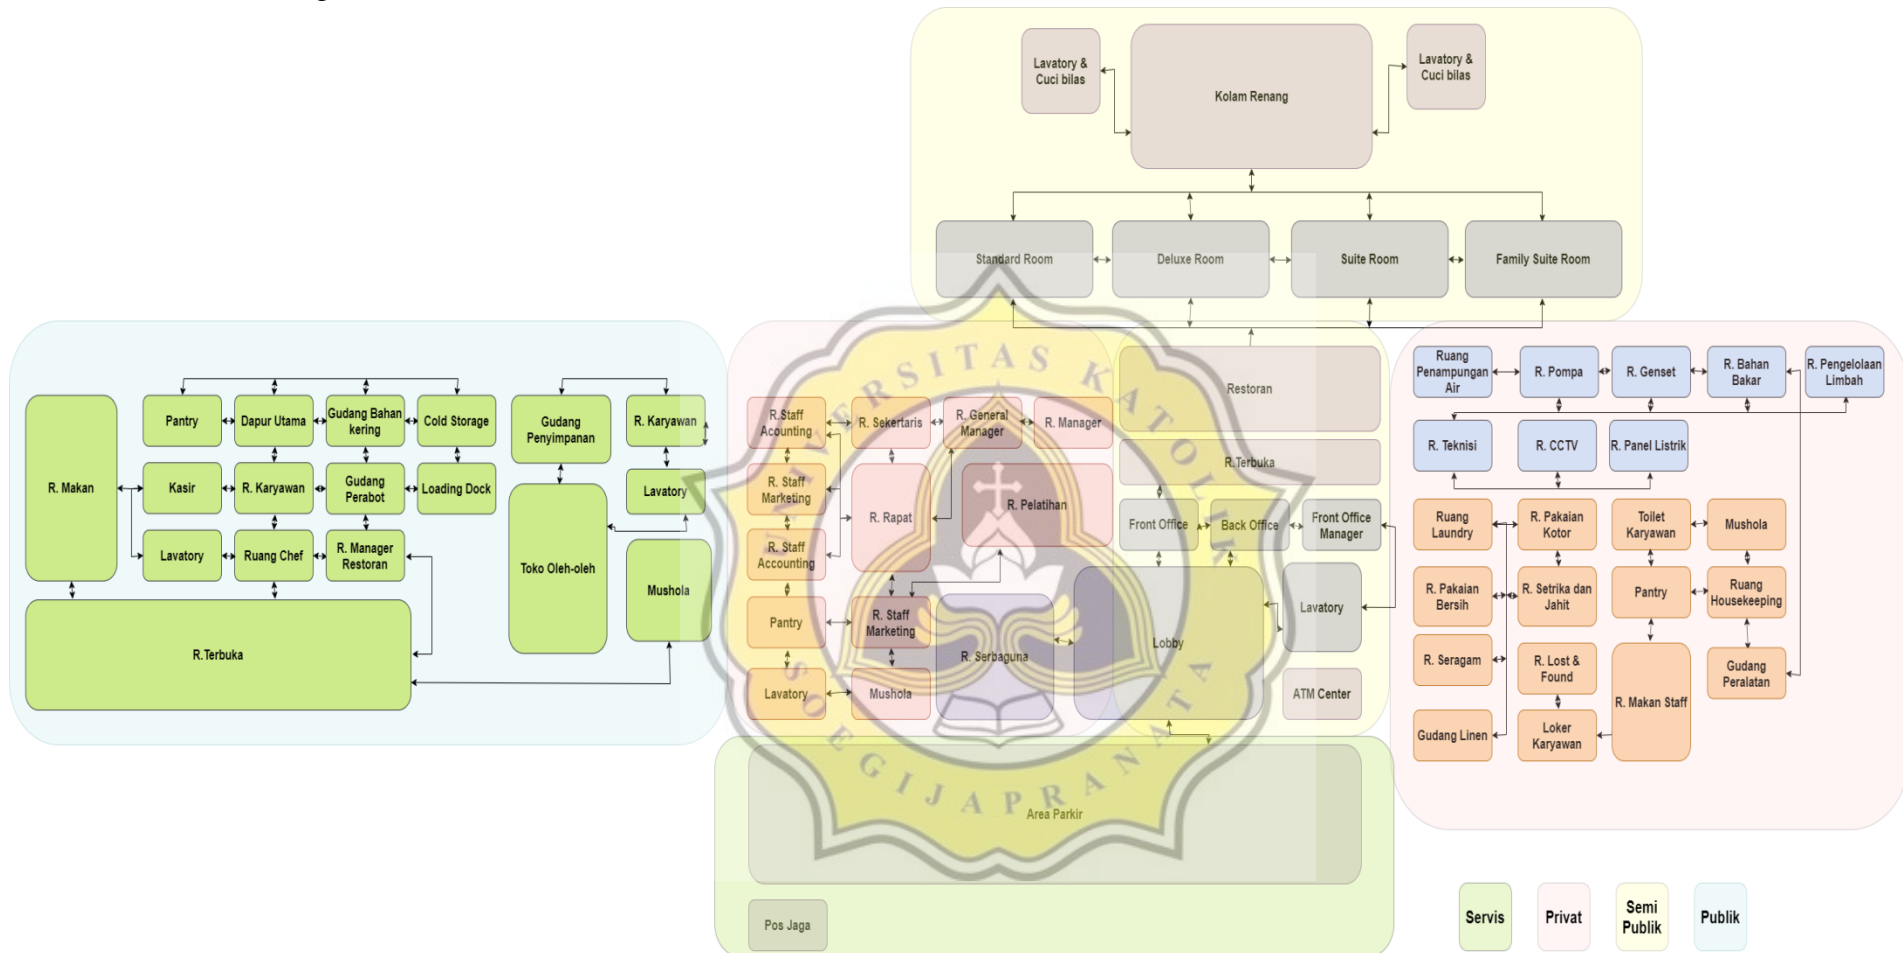 Lavatory &
Cuci bilas
Kolam Renang
Lavatory &
Cuci bilas
Standard Room
Deluxe Room
Suite Room
Family Suite Room
R. Makan
Pantry
Dapur Utama
Gudang Bahan
kering
Cold Storage
Kasir
R. Karyawan
Gudang
Perabot
Loading Dock
Lavatory
Ruang Chef
R. Manager
Restoran
R.Terbuka
Gudang
Penyimpanan
R. Karyawan
Lavatory
Toko Oleh-oleh
Mushola
R.Staff
Acounting
R. Sekertaris
R. General
Manager
R. Manager
R. Staff
Marketing
R. Rapat
R. Pelatihan
R. Staff
Accounting
Pantry
R. Staff
Marketing
R. Serbaguna
Lavatory
Mushola
Restoran
R.Terbuka
Front Office
Back Office
Front Office
Manager
Lobby
Lavatory
ATM Center
Ruang
Penampungan
Air
R. Pompa
R. Genset
R. Bahan
Bakar
R. Pengelolaan
Limbah
R. Teknisi
R. CCTV
R. Panel Listrik
Ruang
Laundry
R. Pakaian
Kotor
Toilet
Karyawan
Mushola
R. Pakaian
Bersih
R. Setrika dan
Jahit
Pantry
Ruang
Housekeeping
R. Seragam
R. Lost &
Found
R. Makan Staff
Gudang
Peralatan
Gudang Linen
Loker
Karyawan
Area Parkir
Pos Jaga
Servis
Privat
Semi
Publik
Publik
UNIVERSITAS KATOLIK
SOEGIJAPRANATA